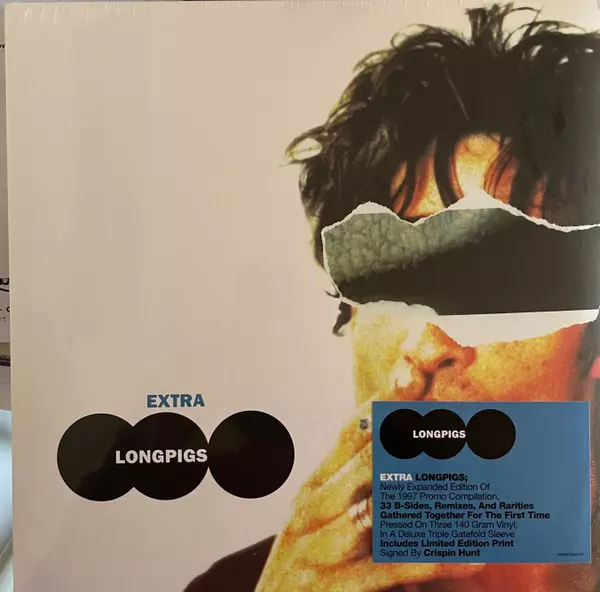 EXTRA
LONGPIGS
LONGPIGS
EXTRA LONGPIGS;
Newly Expanded Edition Of
The 1997 Promo Compilation,
33 B-Sides, Remixes, And Rarities
Gathered Together For The First Time
Pressed On Three 140 Gram Vinyl,
In A Deluxe Triple Gatefold Sleeve
Includes Limited Edition Print
Signed By Crispin Hunt